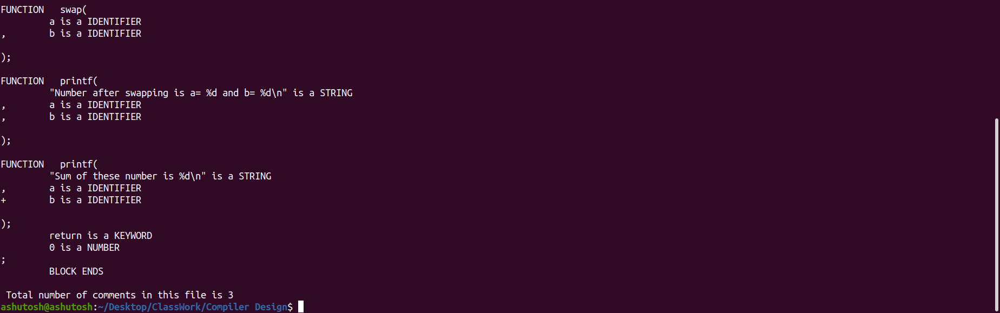 FUNCTION   swap(
         a is a IDENTIFIER
,        b is a IDENTIFIER
);
FUNCTION   printf(
         "Number after swapping is a= %d and b= %d\n" is a STRING
,        a is a IDENTIFIER
,        b is a IDENTIFIER
);
FUNCTION   printf(
         "Sum of these number is %d\n" is a STRING
,        a is a IDENTIFIER
+        b is a IDENTIFIER
);
         return is a KEYWORD
         0 is a NUMBER
;
         BLOCK ENDS
 Total number of comments in this file is 3
ashutosh@ashutosh:~/Desktop/ClassWork/Compiler Design$